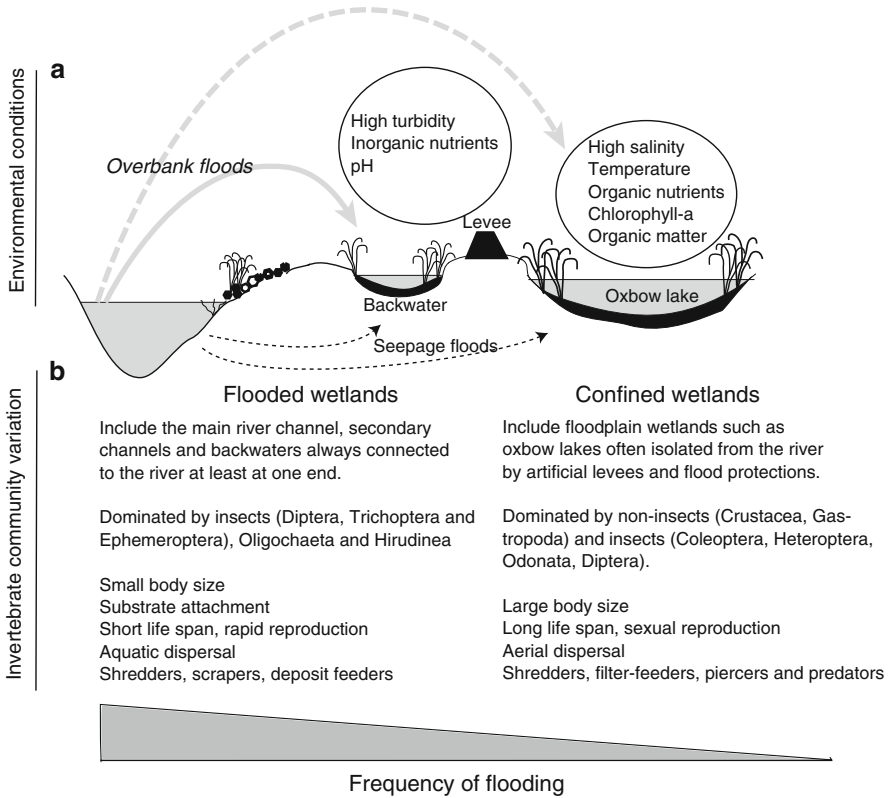 a
Environmental conditions
Overbank floods
High turbidity
Inorganic nutrients
pH
High salinity
Temperature
Organic nutrients
Chlorophyll-a
Organic matter
Levee
Backwater
Oxbow lake
Seepage floods
b
Invertebrate community variation
Flooded wetlands
Include the main river channel, secondary
channels and backwaters always connected
to the river at least at one end.
Dominated by insects (Diptera, Trichoptera and
Ephemeroptera), Oligochaeta and Hirudinea
Small body size
Substrate attachment
Short life span, rapid reproduction
Aquatic dispersal
Shredders, scrapers, deposit feeders
Confined wetlands
Include floodplain wetlands such as
oxbow lakes often isolated from the river
by artificial levees and flood protections.
Dominated by non-insects (Crustacea, Gas-
tropoda) and insects (Coleoptera, Heteroptera,
Odonata, Diptera).
Large body size
Long life span, sexual reproduction
Aerial dispersal
Shredders, filter-feeders, piercers and predators
Frequency of flooding